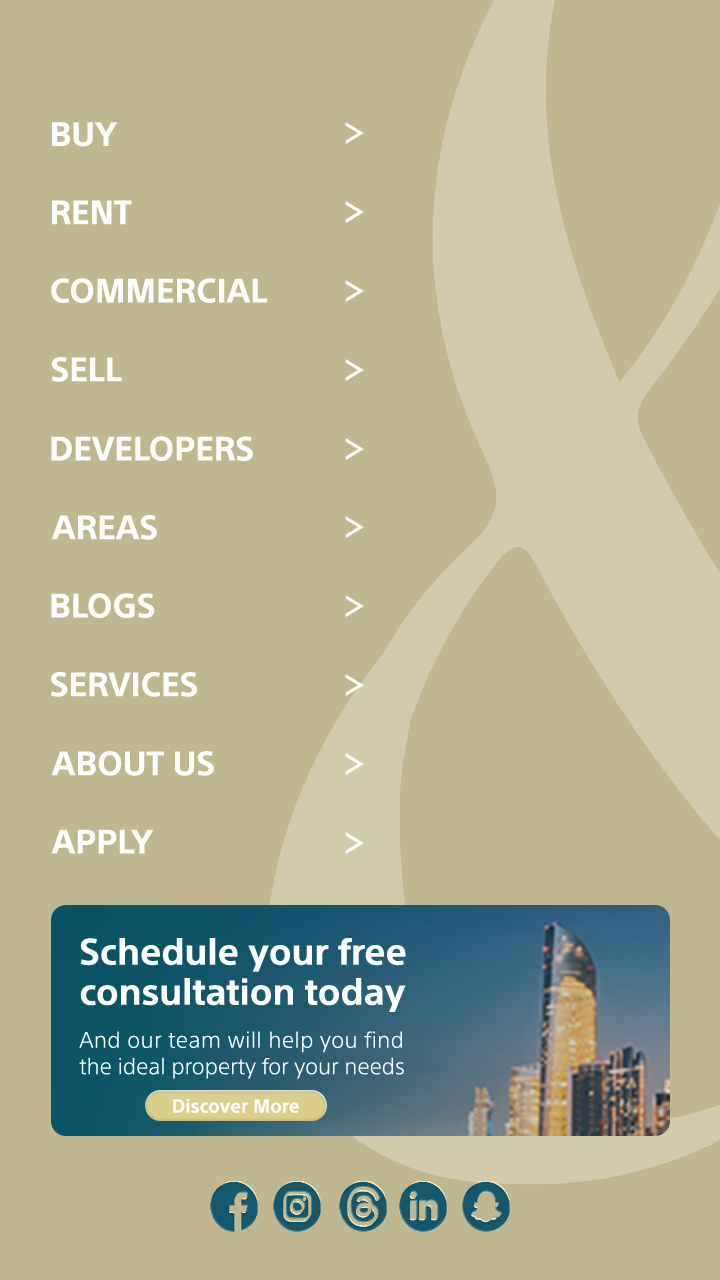 BUY >
RENT >
COMMERCIAL >
SELL >
DEVELOPERS >
AREAS >
BLOGS >
SERVICES >
ABOUT US >
APPLY >
Schedule your free
consultation today
And our team will help you find
the ideal property for your needs
Discover More